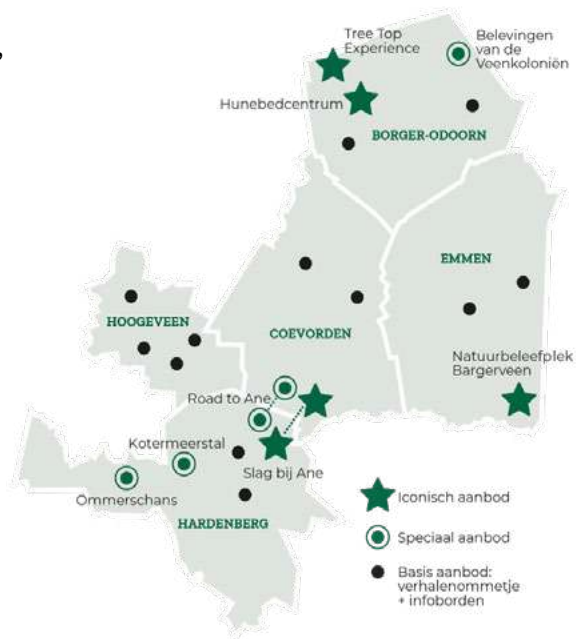 ,
Tree Top
Experience
Belevingen
van de
Veenkoloniën
Hunebedcentrum
BORGER-ODOORN
EMMEN
HOOGEVEEN
COEVORDEN
Natuurbeleefplek
Bargerveen
Road to Ane
Kotermeerstal
Slag bij Ane
Ommerschans
HARDENBERG
Iconisch aanbod
Speciaal aanbod
Basis aanbod:
verhalenommetje
+ infoborden